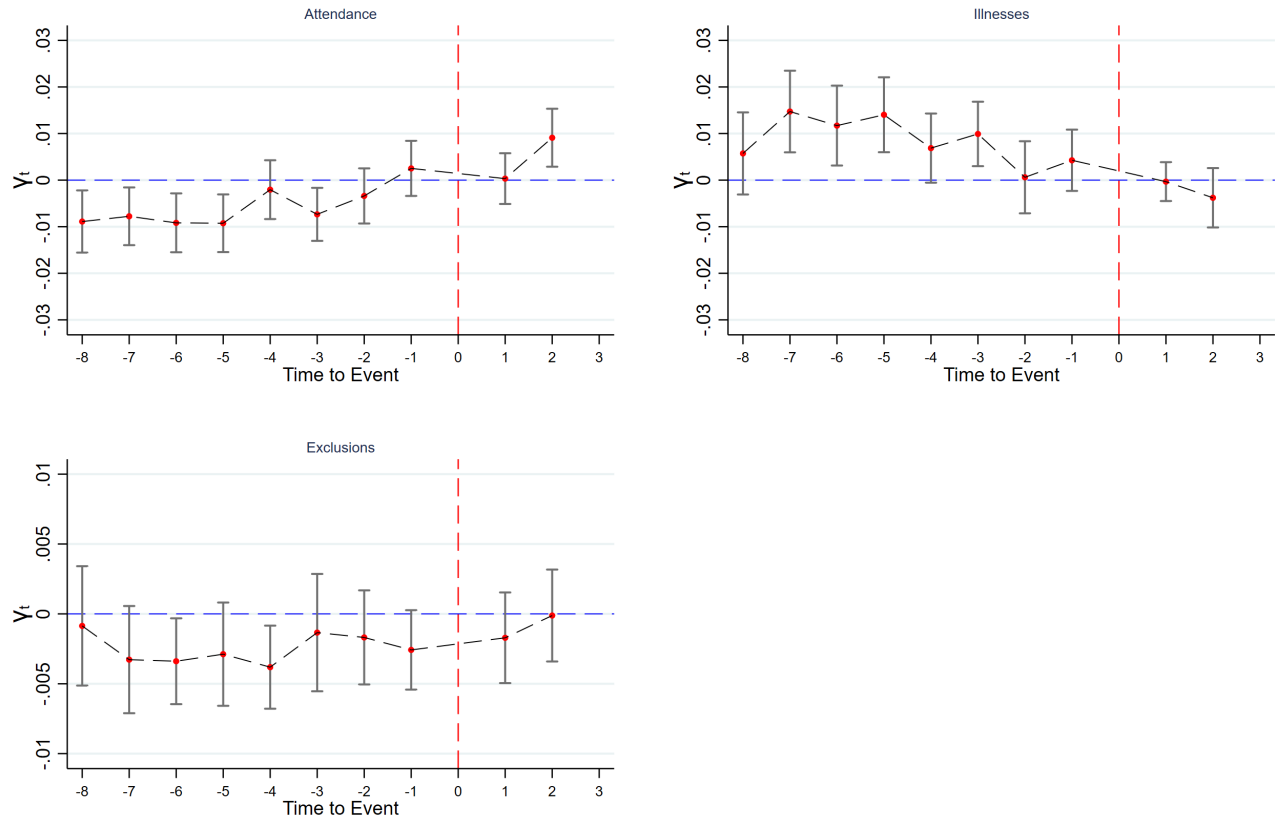 Attendance
.03
.02
.01
0
-.01
-.02
-.03
γt
-8 -7 -6 -5 -4 -3 -2 -1 0 1 2 3
Time to Event
Illnesses
.03
.02
.01
0
-.01
-.02
-.03
γt
-8 -7 -6 -5 -4 -3 -2 -1 0 1 2 3
Time to Event
Exclusions
.01
.005
0
-.005
-.01
γt
-8 -7 -6 -5 -4 -3 -2 -1 0 1 2 3
Time to Event